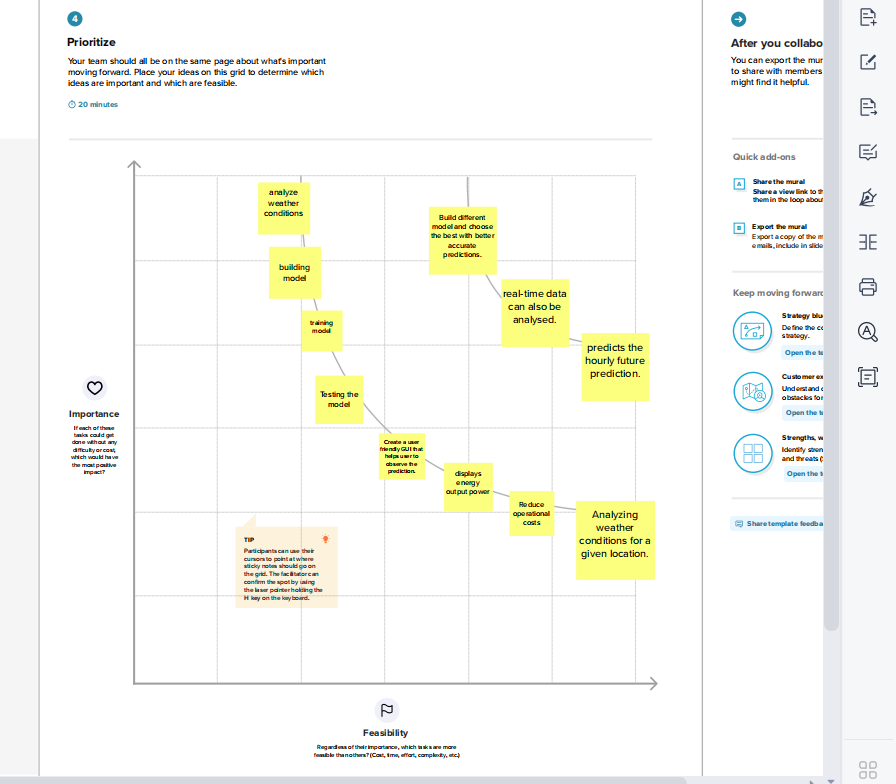 4
Prioritize
Your team should all be on the same page about what's important
moving forward. Place your ideas on this grid to determine which
ideas are important and which are feasible.
20 minutes
analyze
weather
conditions
building
model
training
model
Testing the
model
Create a user
friendly GUI that
helps user to
observe the
prediction.
displays
energy
output power
Reduce
operational
costs
Analyzing
weather
conditions for a
given location.
Build different
model and choose
the best with better
accurate
predictions.
real-time data
can also be
analysed.
predicts the
hourly future
prediction.
Importance
If each of these
tasks could get
done without any
difficulty or cost,
which would have
the most positive
impact?
TIP
Participants can use their
cursors to point at where
sticky notes should go on
the grid. The facilitator can
confirm the spot by using
the laser pointer holding the
H key on the keyboard.
Feasibility
Regardless of their importance, which tasks are more
feasible than others? (Cost, time, effort, complexity, etc.)
After you collabo
You can export the mur
to share with members
might find it helpful.
Quick add-ons
A
Share the mural
Share a view link to th
them in the loop about
B
Export the mural
Export a copy of the m
emails, include in slide
Keep moving forward
Strategy blu
Define the co
strategy.
Open the te
Customer ex
Understand c
obstacles for
Open the te
Strengths, w
Identify stren
and threats (S
Open the te
Share template feedba